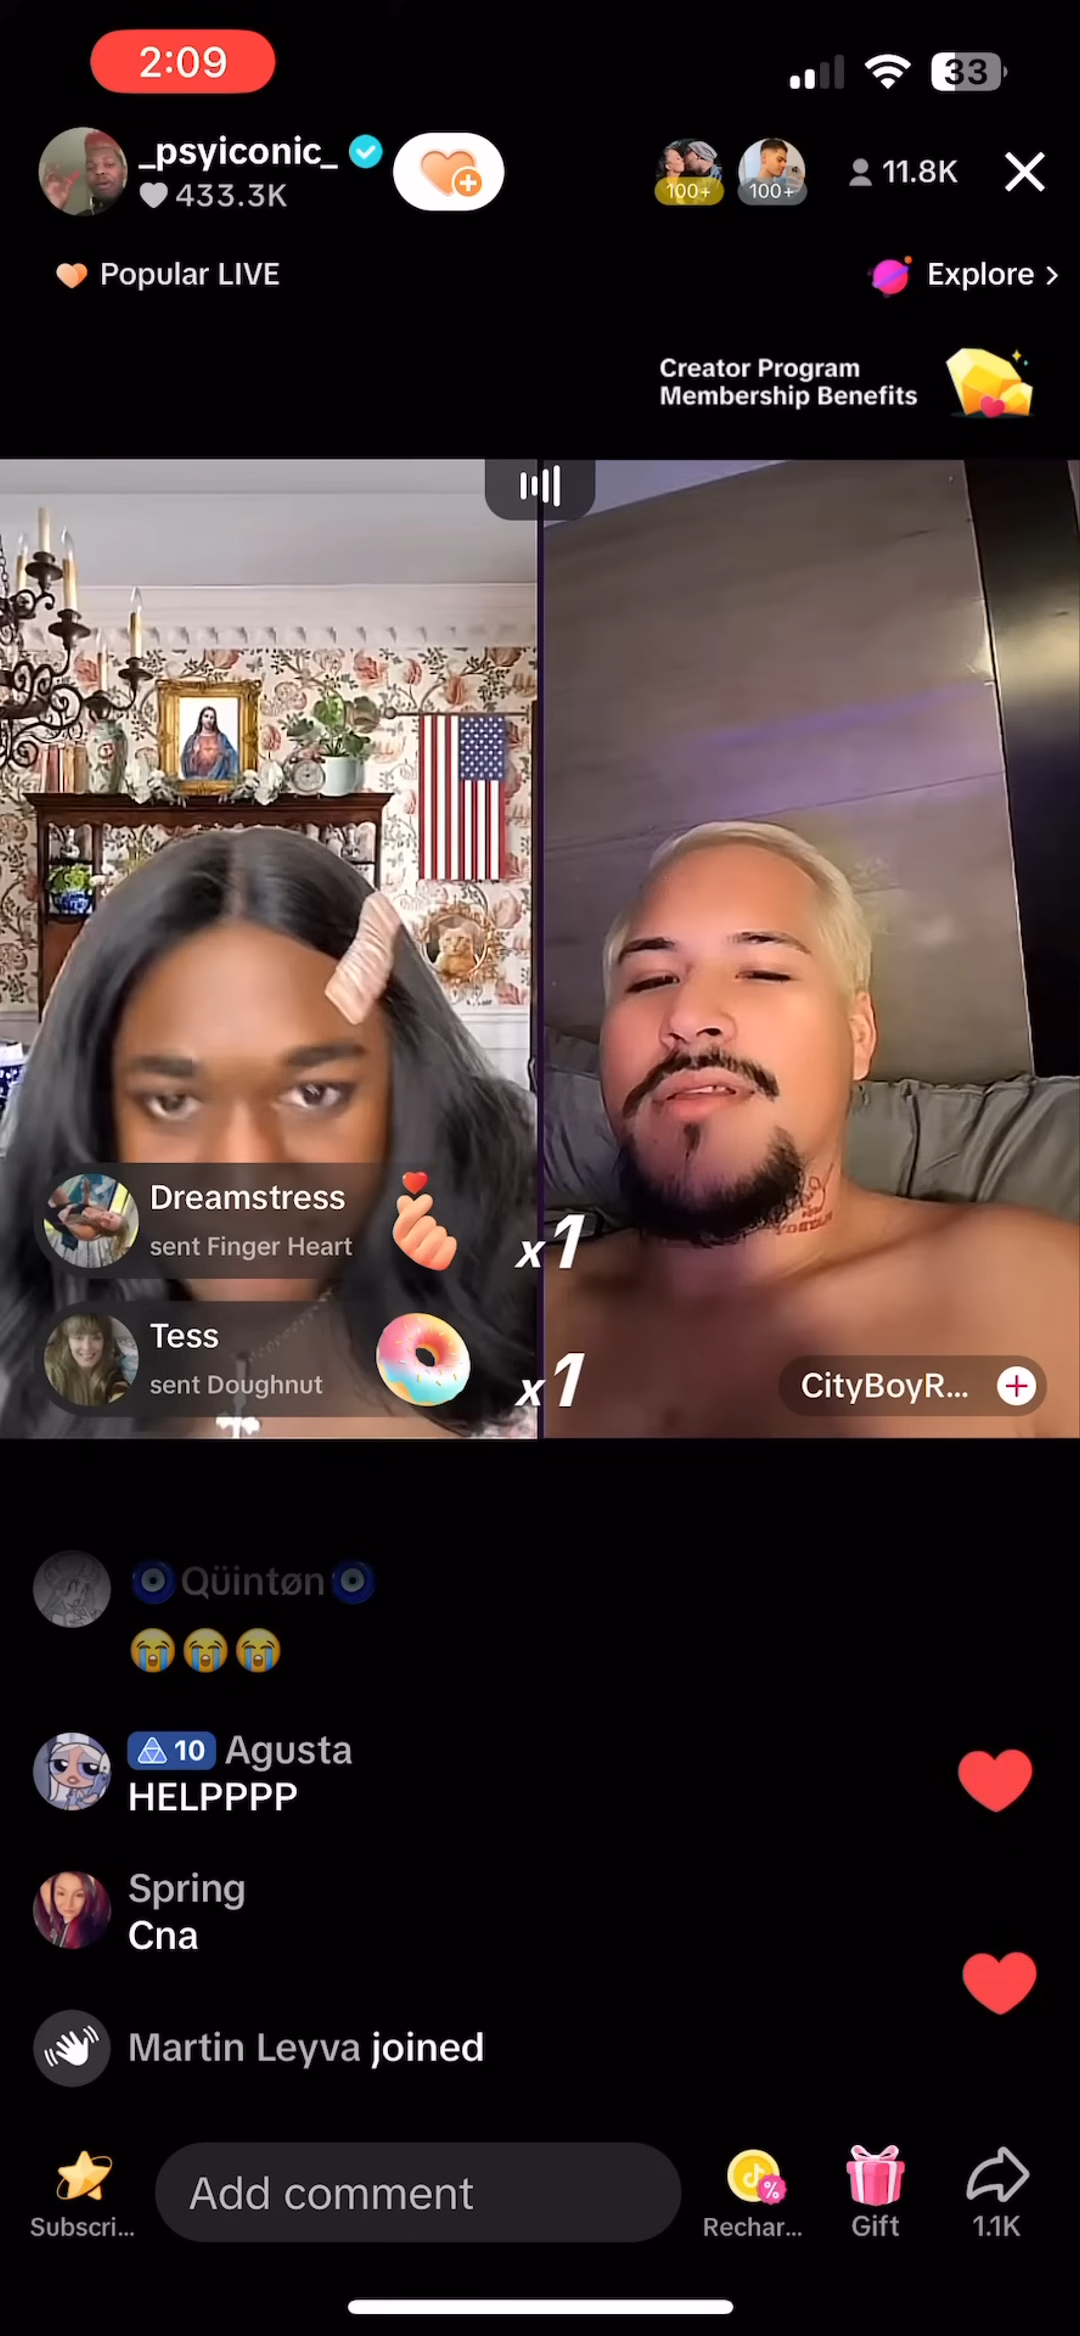 2:09
33
_psyiconic_
433.3K
100+
100+
11.8K
Popular LIVE
Explore >
Creator Program
Membership Benefits
Dreamstress
sent Finger Heart
x1
Tess
sent Doughnut
x1
CityBoyR...
🧿Qüintøn🧿
😭😭😭
10 Agusta
HELPPPP
Spring
Cna
Martin Leyva joined
Subscri...
Add comment
Rechar...
Gift
1.1K